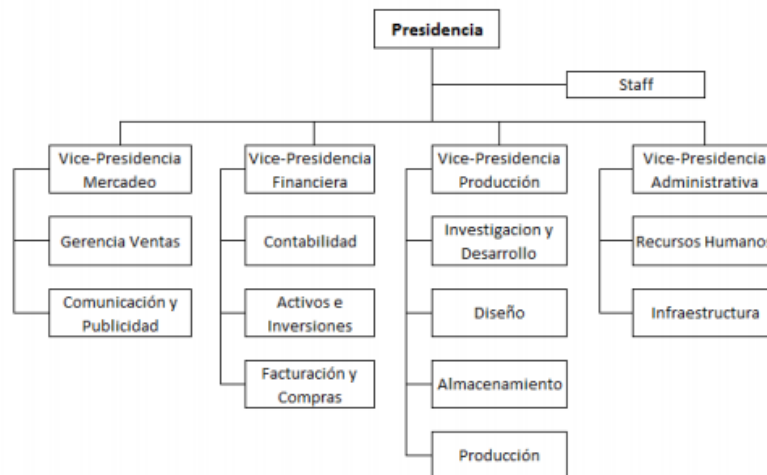 Presidencia
Staff
Vice-Presidencia
Mercadeo
Vice-Presidencia
Financiera
Vice-Presidencia
Producción
Vice-Presidencia
Administrativa
Gerencia Ventas
Contabilidad
Investigacion y
Desarrollo
Recursos Humanos
Comunicación y
Publicidad
Activos e
Inversiones
Diseño
Infraestructura
Facturación y
Compras
Almacenamiento
Producción